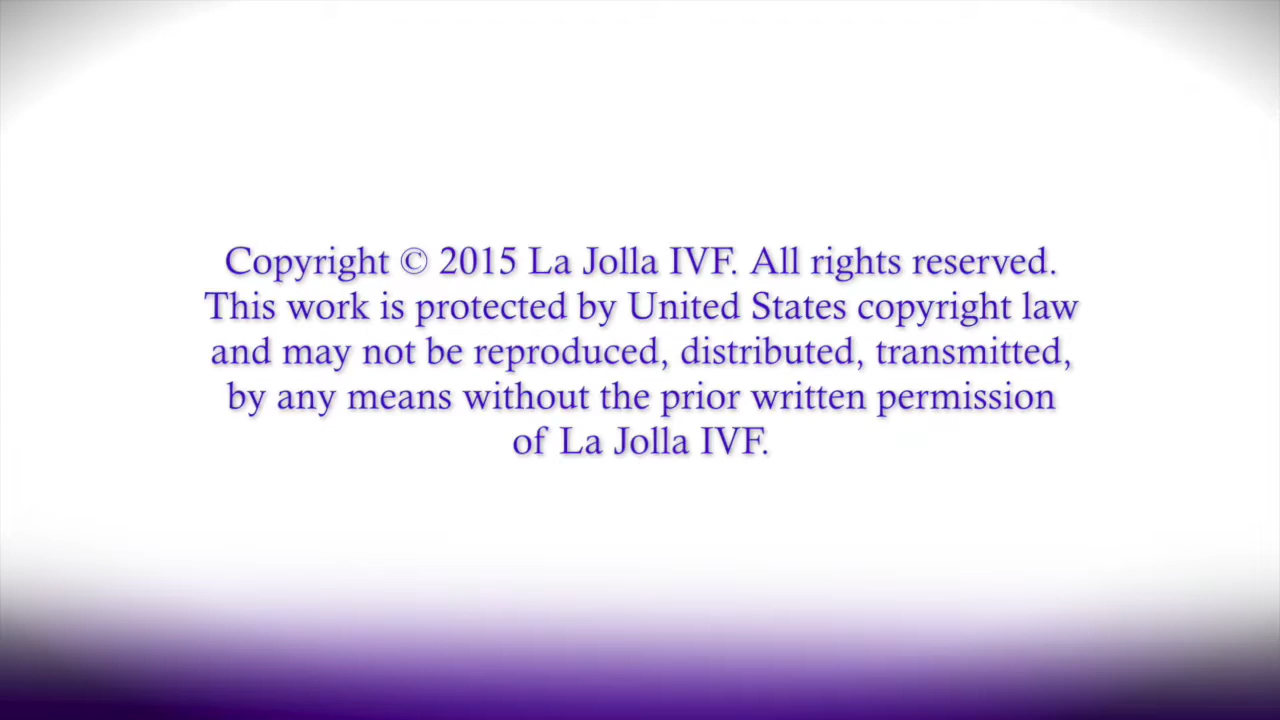 Copyright © 2015 La Jolla IVF. All rights reserved.
This work is protected by United States copyright law
and may not be reproduced, distributed, transmitted,
by any means without the prior written permission
of La Jolla IVF.